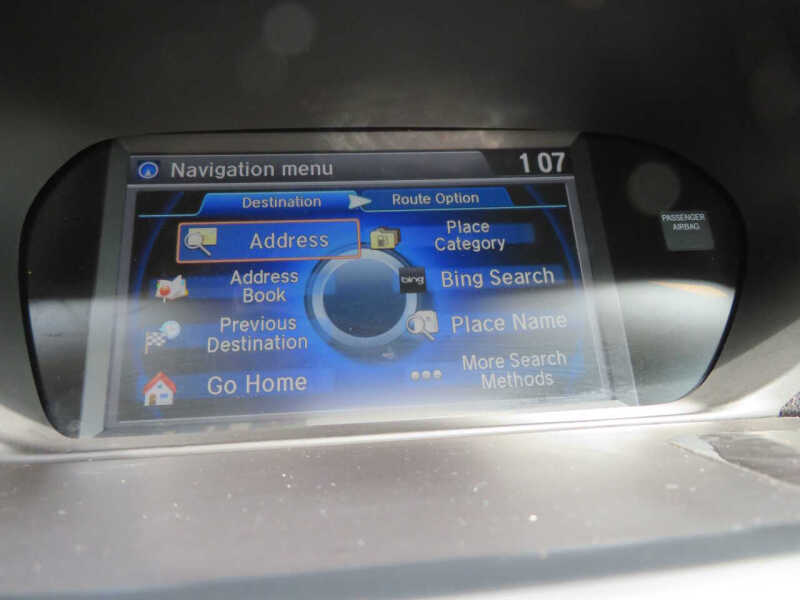 Navigation menu
1 07
Destination
Route Option
PASSENGER
AIRBAG
Address
Place
Category
Address
Book
bing
Bing Search
Previous
Destination
Place Name
Go Home
More Search
Methods